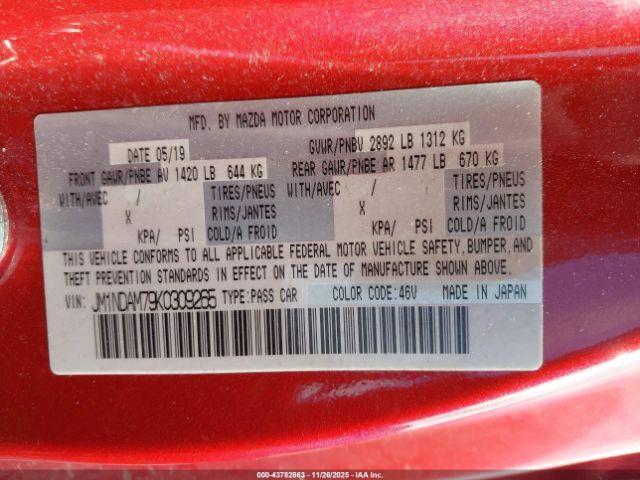 MFD. BY MAZDA MOTOR CORPORATION
DATE 05/19 GVWR/PNBV 2892 LB 1312 KG
FRONT GAWR/PNBE AV 1420 LB 644 KG REAR GAWR/PNBE AR 1477 LB 670 KG
WITH/AVEC / TIRES/PNEUS WITH/AVEC / TIRES/PNEUS
X RIMS/JANTES X RIMS/JANTES
KPA/ PSI COLD/A FROID KPA/ PSI COLD/A FROID
THIS VEHICLE CONFORMS TO ALL APPLICABLE FEDERAL MOTOR VEHICLE SAFETY, BUMPER, AND
THEFT PREVENTION STANDARDS IN EFFECT ON THE DATE OF MANUFACTURE SHOWN ABOVE.
VIN: JM1NDAM79K0309265 TYPE:PASS CAR COLOR CODE:46V MADE IN JAPAN
000-43782863 - 11/26/2025 - IAA Inc.